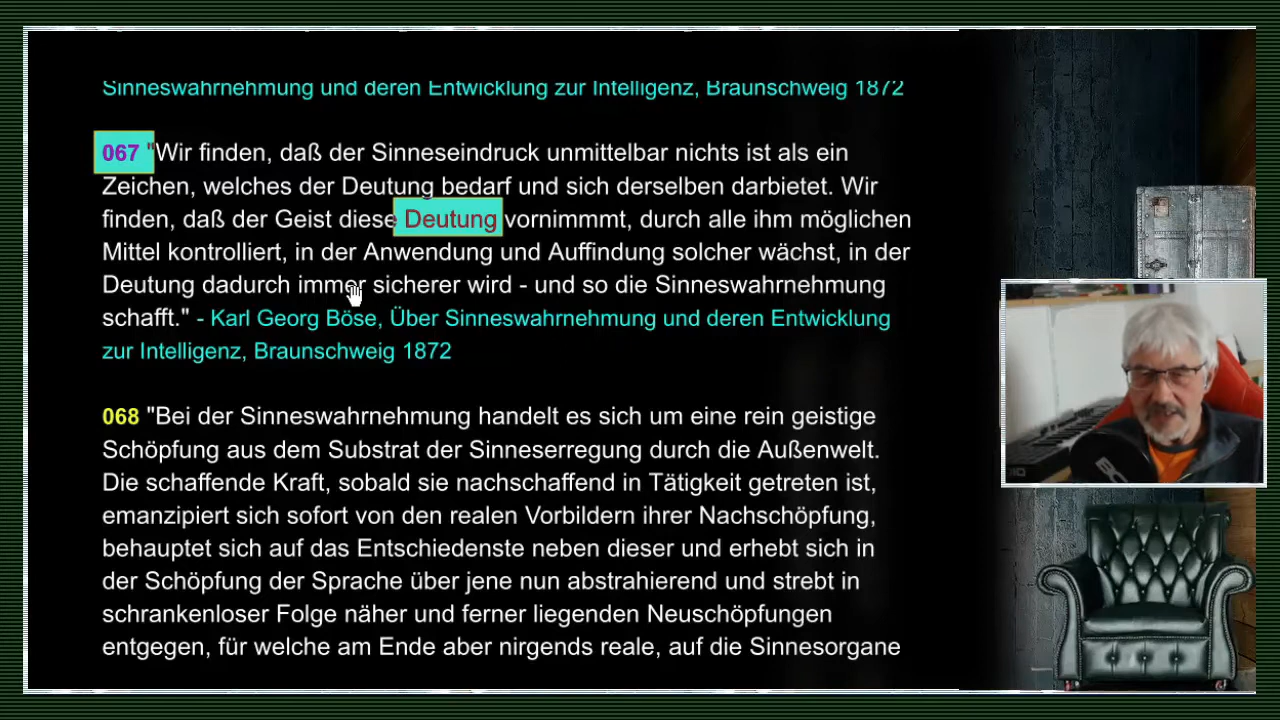 Sinneswahrnehmung und deren Entwicklung zur Intelligenz, Braunschweig 1872
067 "Wir finden, daß der Sinneseindruck unmittelbar nichts ist als ein
Zeichen, welches der Deutung bedarf und sich derselben darbietet. Wir
finden, daß der Geist diese Deutung vornimmmt, durch alle ihm möglichen
Mittel kontrolliert, in der Anwendung und Auffindung solcher wächst, in der
Deutung dadurch immer sicherer wird - und so die Sinneswahrnehmung
schafft." - Karl Georg Böse, Über Sinneswahrnehmung und deren Entwicklung
zur Intelligenz, Braunschweig 1872
068 "Bei der Sinneswahrnehmung handelt es sich um eine rein geistige
Schöpfung aus dem Substrat der Sinneserregung durch die Außenwelt.
Die schaffende Kraft, sobald sie nachschaffend in Tätigkeit getreten ist,
emanzipiert sich sofort von den realen Vorbildern ihrer Nachschöpfung,
behauptet sich auf das Entschiedenste neben dieser und erhebt sich in
der Schöpfung der Sprache über jene nun abstrahierend und strebt in
schrankenloser Folge näher und ferner liegenden Neuschöpfungen
entgegen, für welche am Ende aber nirgends reale, auf die Sinnesorgane